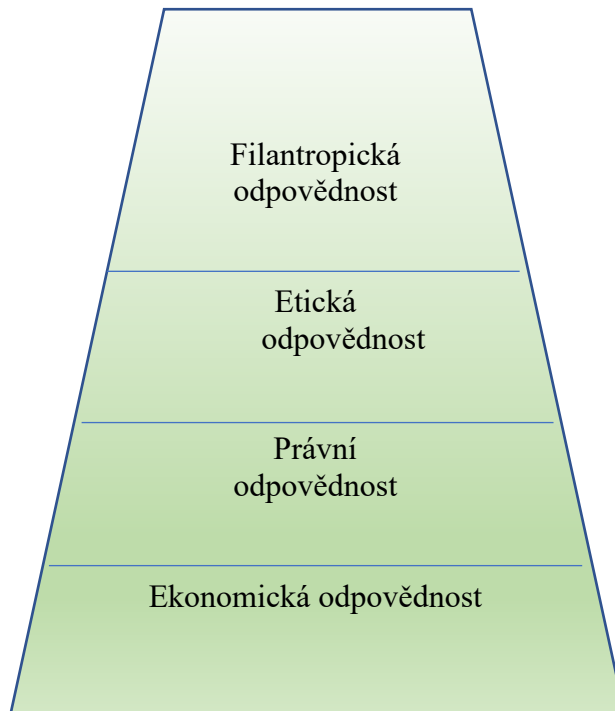 Filantropická
odpovědnost
Etická
odpovědnost
Právní
odpovědnost
Ekonomická odpovědnost